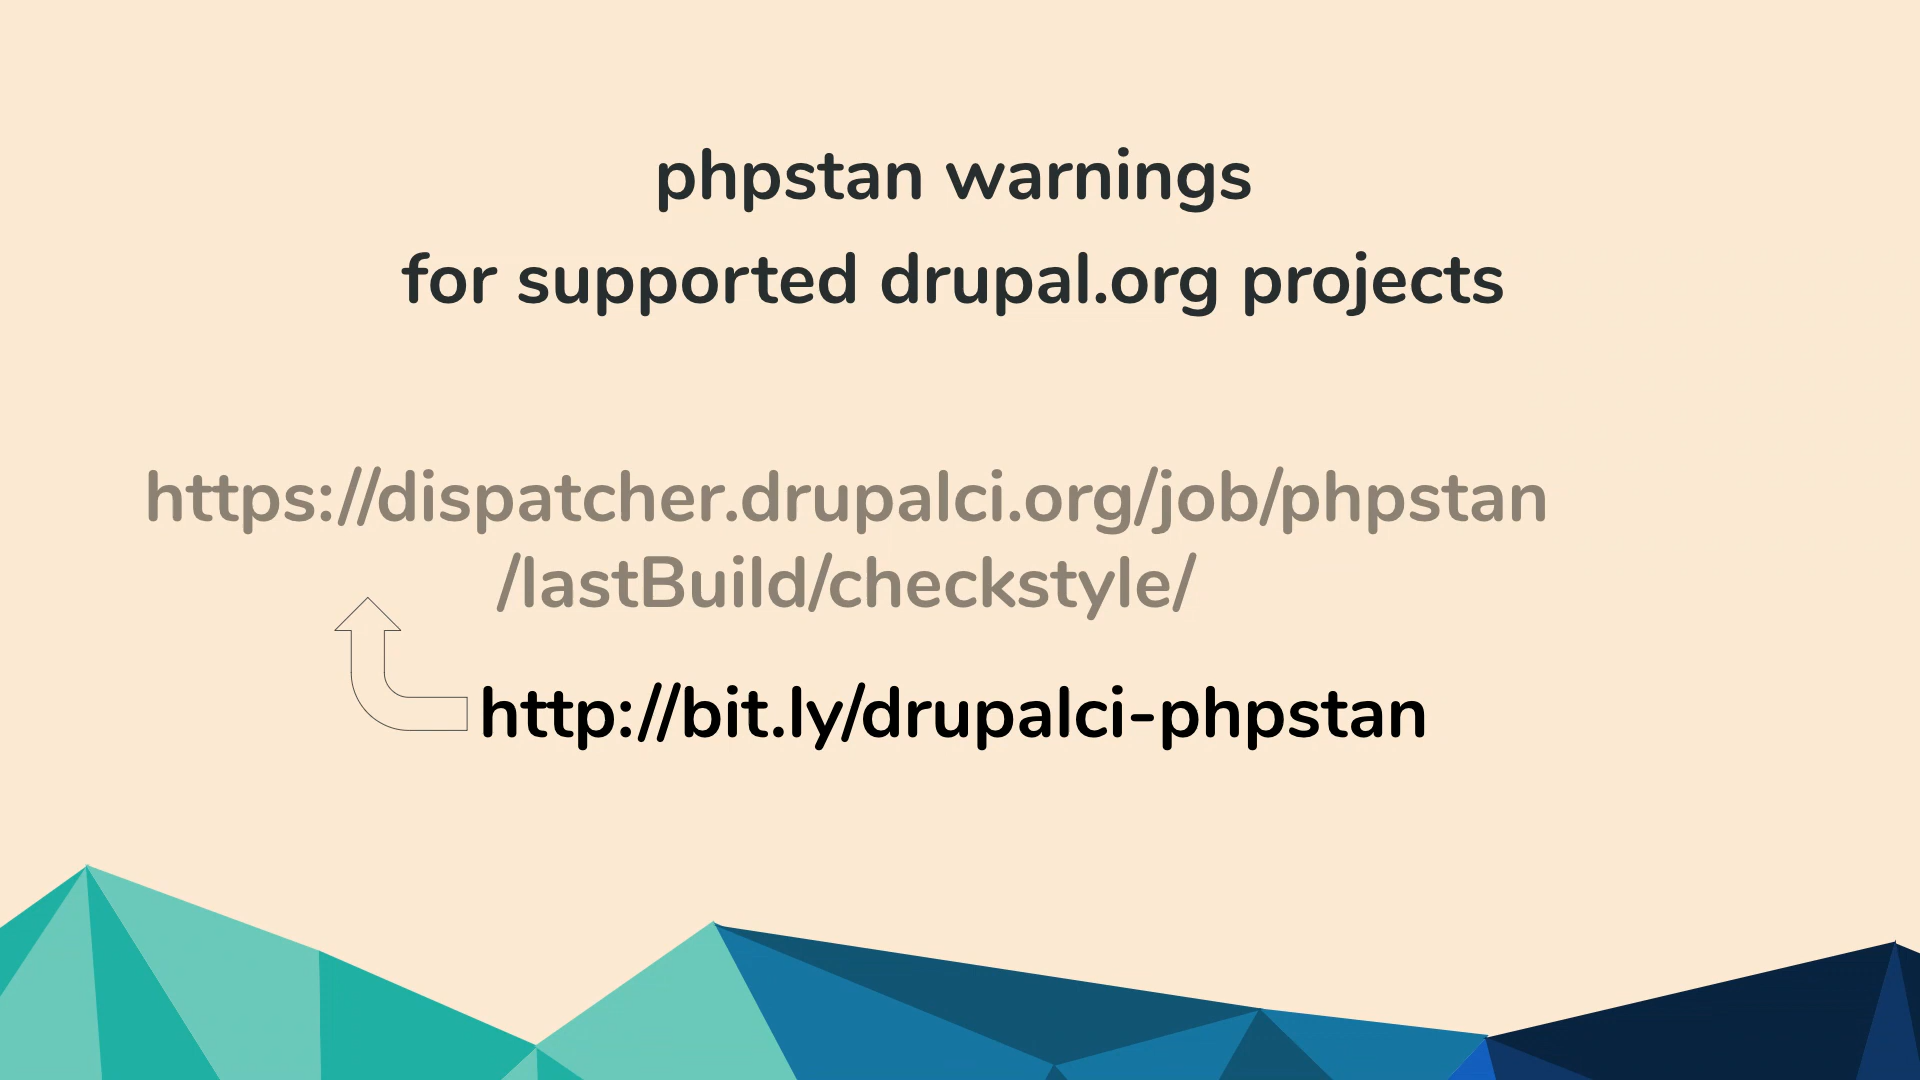 phpstan warnings
for supported drupal.org projects
https://dispatcher.drupalci.org/job/phpstan
/lastBuild/checkstyle/
http://bit.ly/drupalci-phpstan